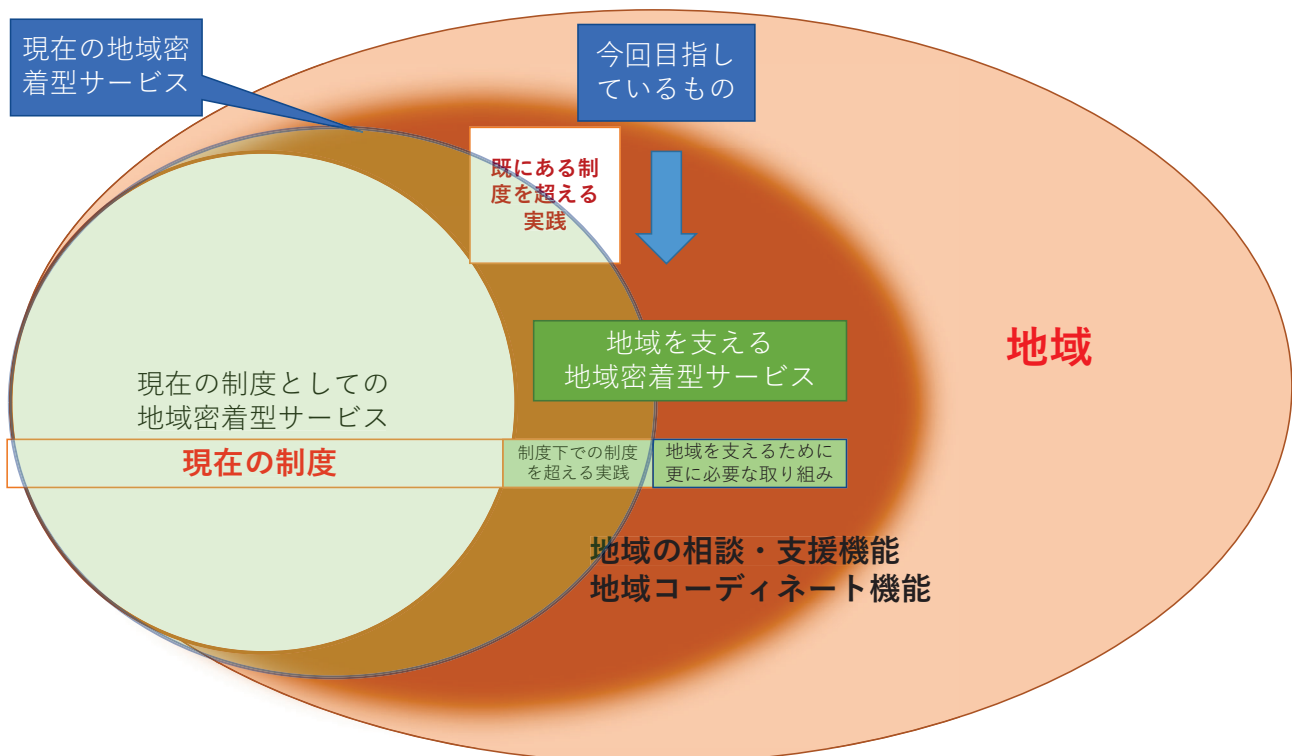 現在の地域密
着型サービス
今回目指し
ているもの
既にある制
度を超える
実践
地域を支える
地域密着型サービス
地域
現在の制度としての
地域密着型サービス
現在の制度
制度下での制度
を超える実践
地域を支えるために
更に必要な取り組み
地域の相談・支援機能
地域コーディネート機能